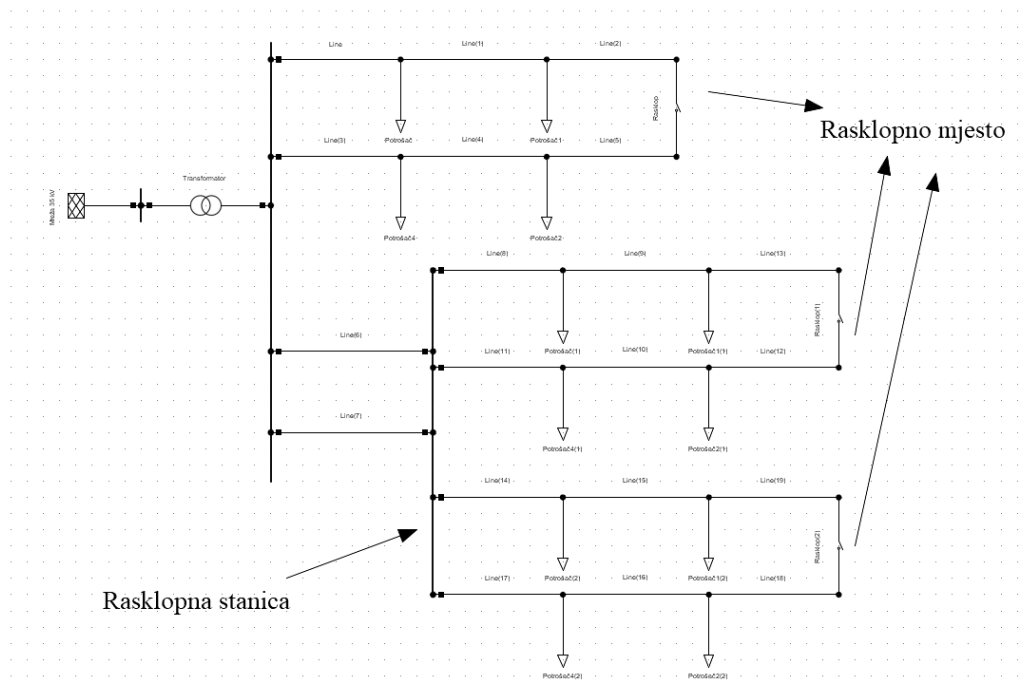 Line
Line(1)
Line(2)
Rasklop
Rasklopno mjesto
Line(3)
Potrošač
Line(4)
Potrošač1
Line(5)
Transformator
Mreža 35 kV
Potrošač4
Potrošač2
Line(8)
Line(9)
Line(13)
Rasklop(1)
Line(6)
Line(11)
Potrošač(1)
Line(10)
Potrošač1(1)
Line(12)
Line(7)
Potrošač4(1)
Potrošač2(1)
Line(14)
Line(15)
Line(19)
Rasklop(2)
Line(17)
Potrošač(2)
Line(16)
Potrošač1(2)
Line(18)
Rasklopna stanica
Potrošač4(2)
Potrošač2(2)